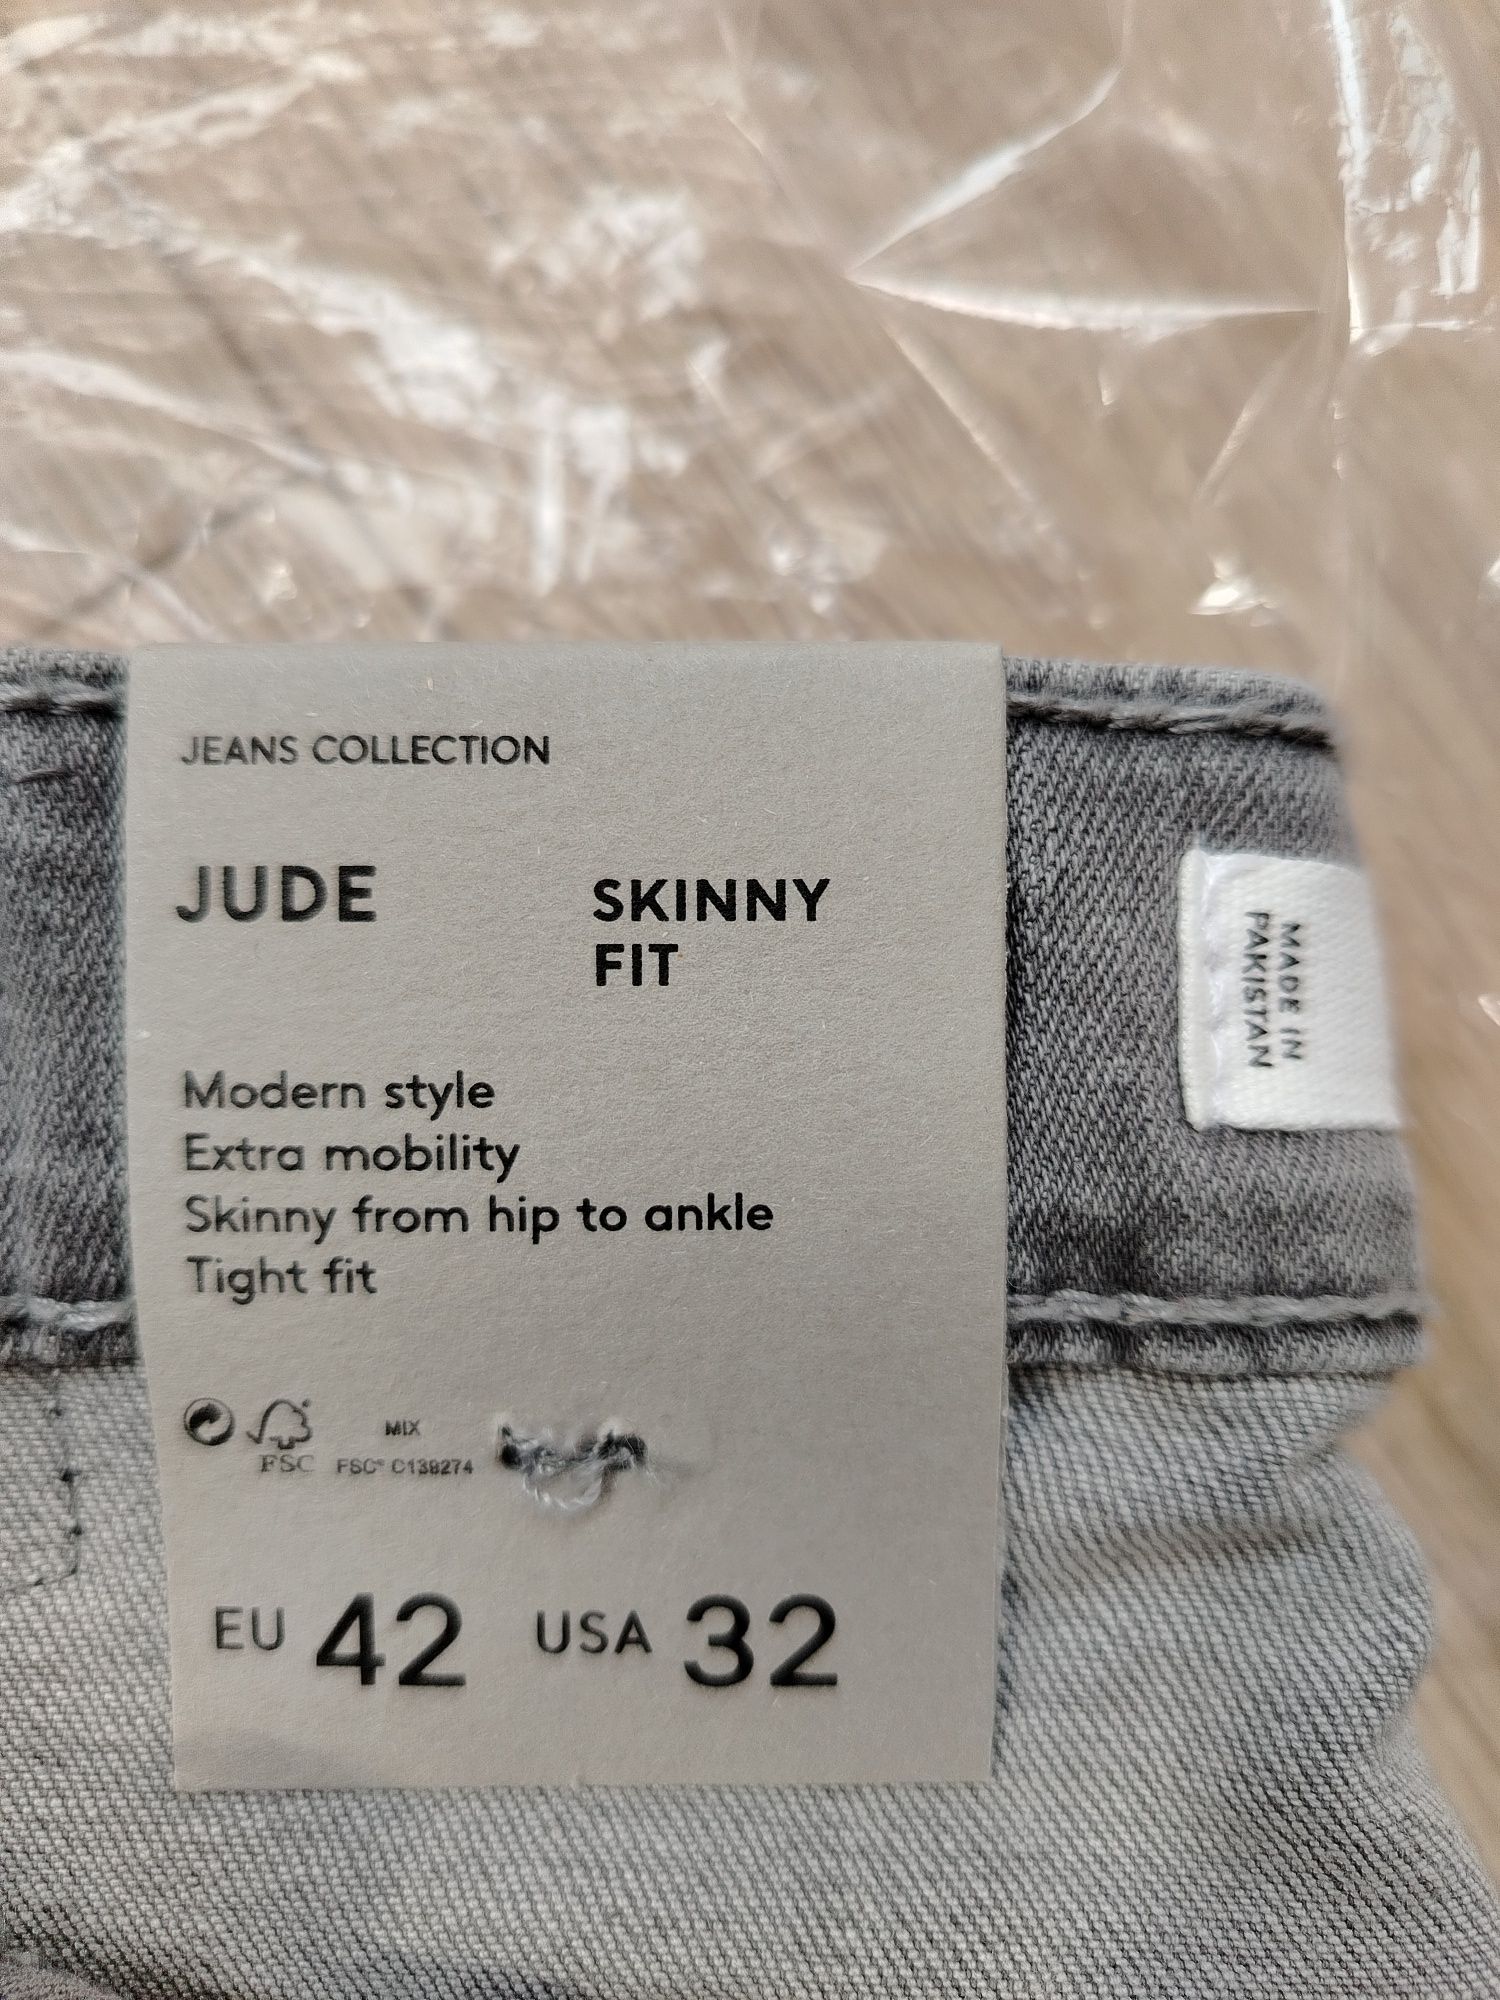 JEANS COLLECTION
JUDE
SKINNY
FIT
Modern style
Extra mobility
Skinny from hip to ankle
Tight fit
FSC
MIX
FSC® C139274
EU 42 USA 32
MADE IN
PAKISTAN